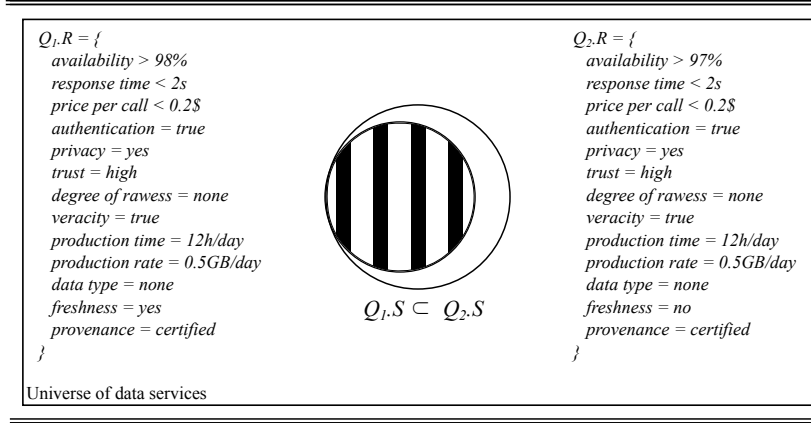 Q1.R = {
availability > 98%
response time < 2s
price per call < 0.2$
authentication = true
privacy = yes
trust = high
degree of rawess = none
veracity = true
production time = 12h/day
production rate = 0.5GB/day
data type = none
freshness = yes
provenance = certified
}
Q1.S ⊂ Q2.S
Q2.R = {
availability > 97%
response time < 2s
price per call < 0.2$
authentication = true
privacy = yes
trust = high
degree of rawess = none
veracity = true
production time = 12h/day
production rate = 0.5GB/day
data type = none
freshness = no
provenance = certified
}
Universe of data services